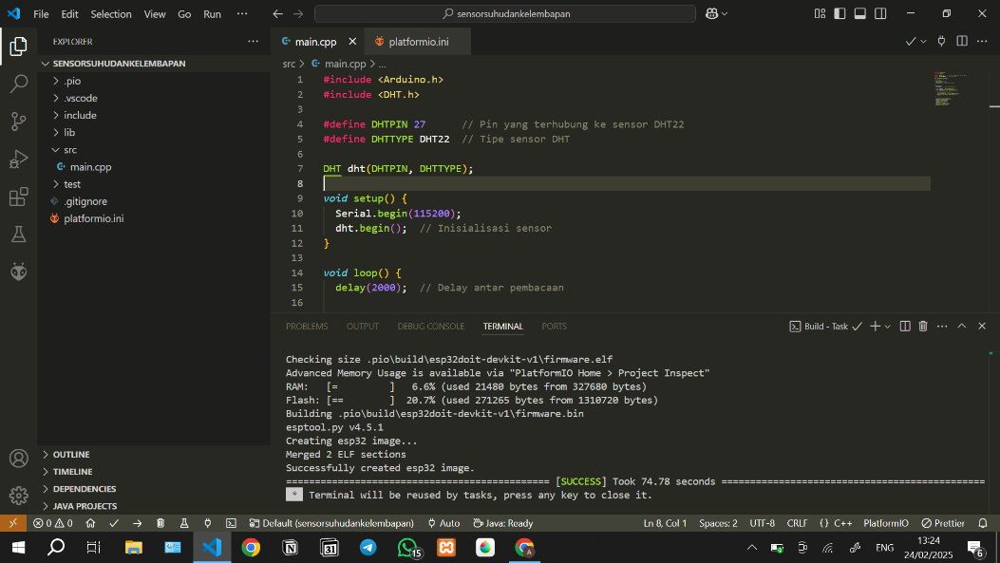 File Edit Selection View Go Run ··· sensorsuhudankelembapan
EXPLORER ···
SENSORSUHUDANKELEMBAPAN
.pio
.vscode
include
lib
src
main.cpp
test
.gitignore
platformio.ini
OUTLINE
TIMELINE
DEPENDENCIES
JAVA PROJECTS
main.cpp platformio.ini
src > main.cpp > ...
1 #include <Arduino.h>
2 #include <DHT.h>
3
4 #define DHTPIN 27 // Pin yang terhubung ke sensor DHT22
5 #define DHTTYPE DHT22 // Tipe sensor DHT
6
7 DHT dht(DHTPIN, DHTTYPE);
8
9 void setup() {
10 Serial.begin(115200);
11 dht.begin(); // Inisialisasi sensor
12 }
13
14 void loop() {
15 delay(2000); // Delay antar pembacaan
16
PROBLEMS OUTPUT DEBUG CONSOLE TERMINAL PORTS Build - Task
Checking size .pio\build\esp32doit-devkit-v1\firmware.elf
Advanced Memory Usage is available via "PlatformIO Home > Project Inspect"
RAM: [= ] 6.6% (used 21480 bytes from 327680 bytes)
Flash: [== ] 20.7% (used 271265 bytes from 1310720 bytes)
Building .pio\build\esp32doit-devkit-v1\firmware.bin
esptool.py v4.5.1
Creating esp32 image...
Merged 2 ELF sections
Successfully created esp32 image.
============================================== [SUCCESS] Took 74.78 seconds ==============================================
* Terminal will be reused by tasks, press any key to close it.
0 0 Default (sensorsuhudankelembapan) Auto Java: Ready Ln 8, Col 1 Spaces: 2 UTF-8 CRLF {} C++ PlatformIO Prettier
31 15 A ENG 13:24 6
24/02/2025